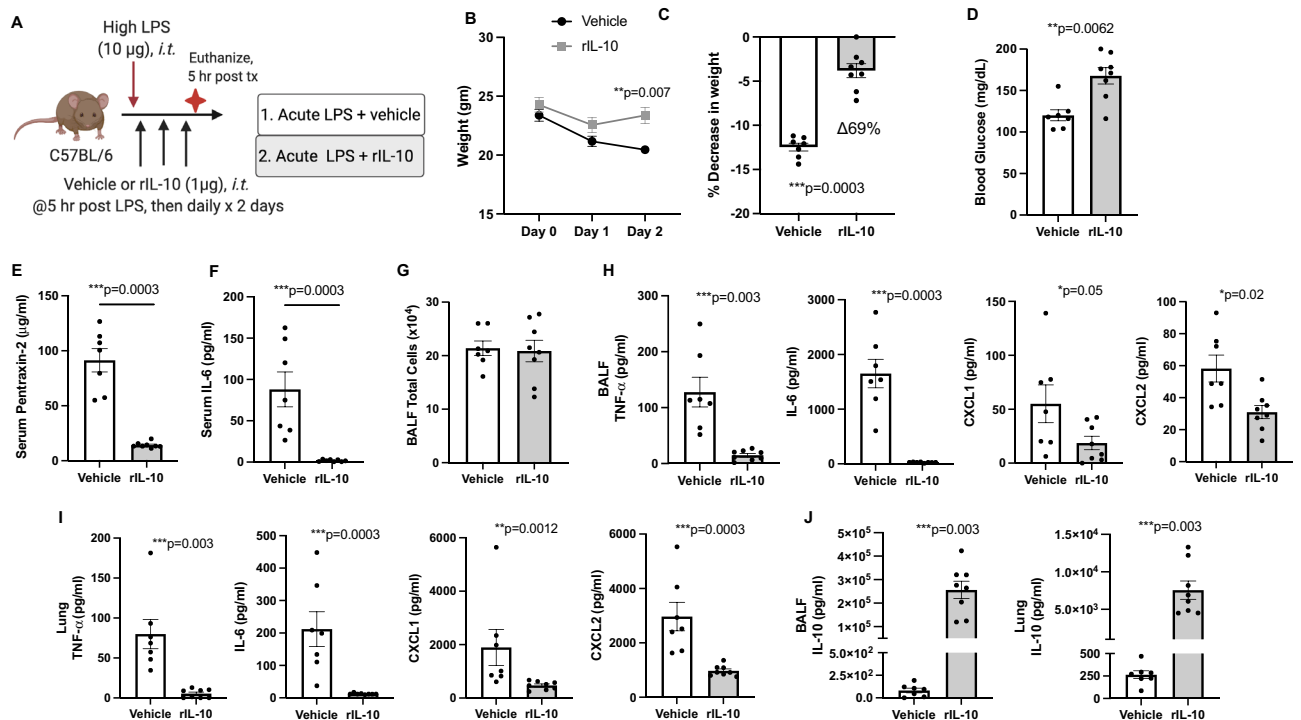 A
High LPS
(10 µg), i.t.
Euthanize,
5 hr post tx
C57BL/6
1. Acute LPS + vehicle
2. Acute LPS + rIL-10
Vehicle or rIL-10 (1µg), i.t.
@5 hr post LPS, then daily x 2 days
B
Vehicle
rIL-10
Weight (gm)
30
25
20
15
**p=0.007
Day 0 Day 1 Day 2
C
% Decrease in weight
0
-5
-10
-15
-20
Δ69%
***p=0.0003
Vehicle rIL-10
D
**p=0.0062
Blood Glucose (mg/dL)
200
150
100
50
0
Vehicle rIL-10
E
***p=0.0003
Serum Pentraxin-2 (µg/ml)
150
100
50
0
Vehicle rIL-10
F
***p=0.0003
Serum IL-6 (pg/ml)
200
150
100
50
0
Vehicle rIL-10
G
BALF Total Cells (x10⁴)
30
20
10
0
Vehicle rIL-10
H
***p=0.003
BALF
TNF-α (pg/ml)
300
200
100
0
Vehicle rIL-10
***p=0.0003
IL-6 (pg/ml)
3000
2000
1000
0
Vehicle rIL-10
*p=0.05
CXCL1 (pg/ml)
150
100
50
0
Vehicle rIL-10
*p=0.02
CXCL2 (pg/ml)
100
80
60
40
20
0
Vehicle rIL-10
I
***p=0.003
Lung
TNF-α(pg/ml)
200
150
100
50
0
Vehicle rIL-10
***p=0.0003
IL-6 (pg/ml)
500
400
300
200
100
0
Vehicle rIL-10
**p=0.0012
CXCL1 (pg/ml)
6000
4000
2000
0
Vehicle rIL-10
***p=0.0003
CXCL2 (pg/ml)
6000
4000
2000
0
Vehicle rIL-10
J
***p=0.003
BALF
IL-10 (pg/ml)
5×10⁵
4×10⁵
3×10⁵
2×10⁵
1×10⁵
5.0×10²
2.5×10²
0.0
Vehicle rIL-10
***p=0.003
Lung
IL-10 (pg/ml)
1.5×10⁴
1.0×10⁴
5.0×10³
500
250
0
Vehicle rIL-10